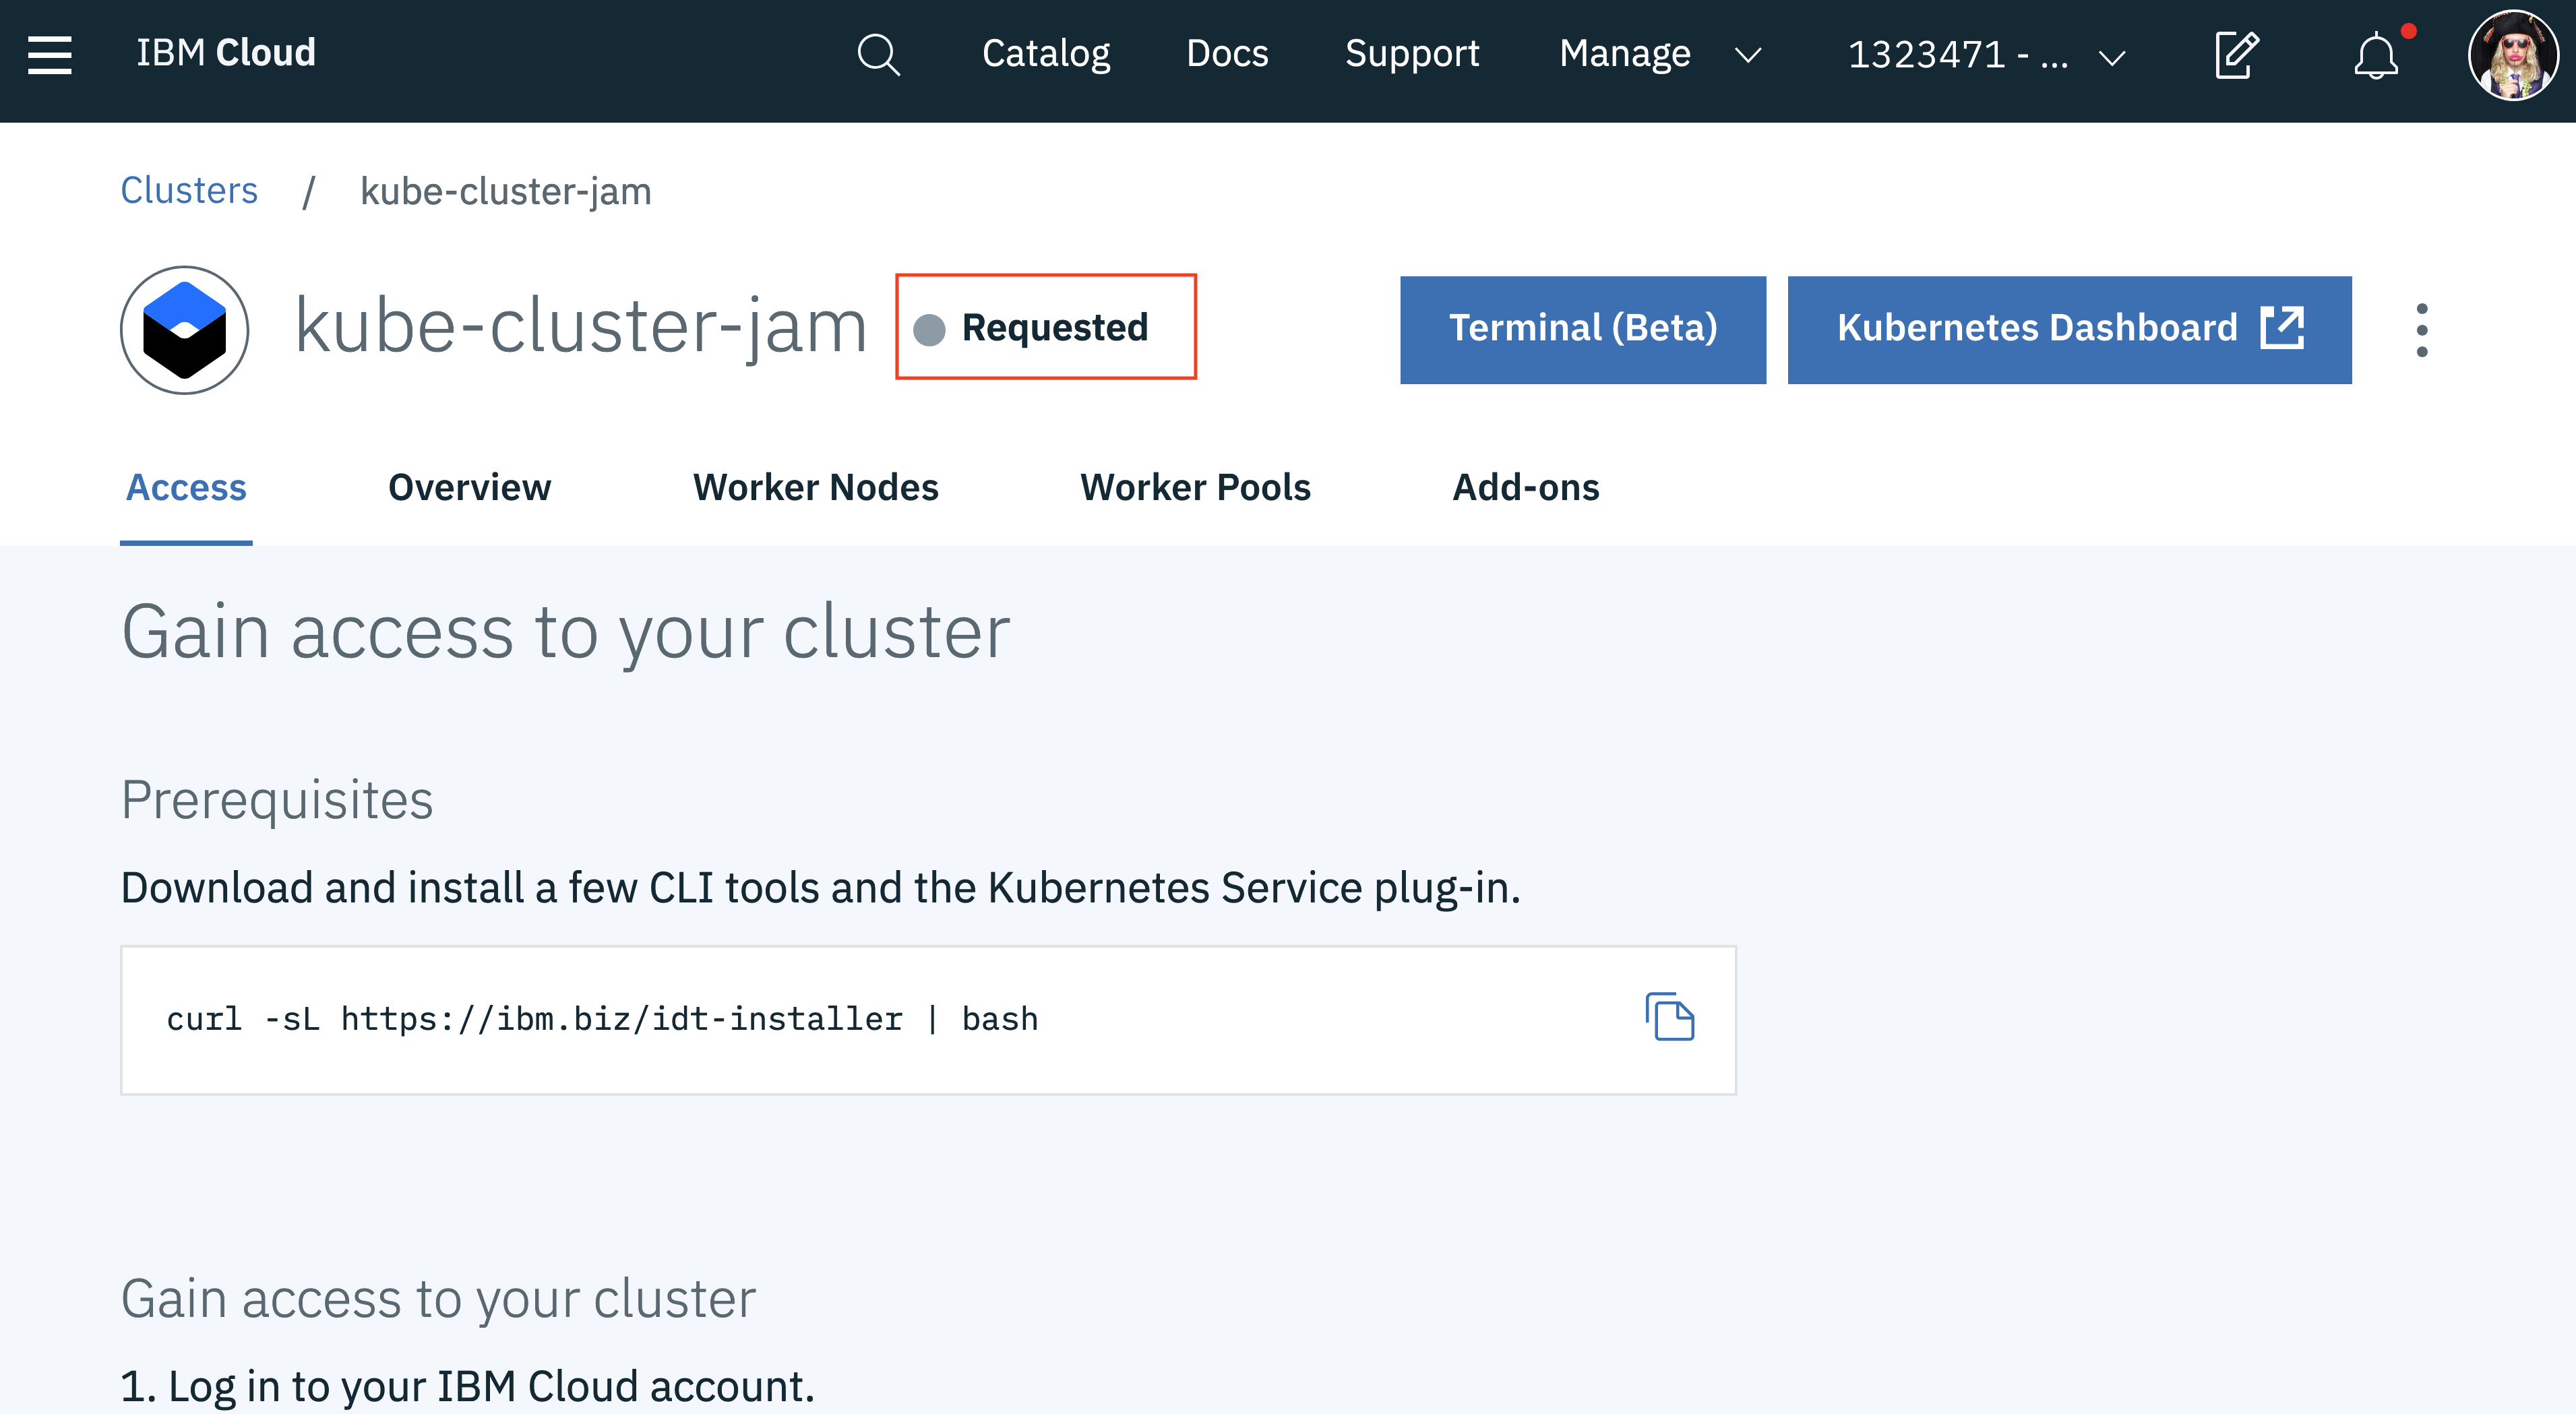 IBM Cloud Catalog Docs Support Manage 1323471 - ...
Clusters / kube-cluster-jam
kube-cluster-jam Requested Terminal (Beta) Kubernetes Dashboard
Access Overview Worker Nodes Worker Pools Add-ons
Gain access to your cluster
Prerequisites
Download and install a few CLI tools and the Kubernetes Service plug-in.
curl -sL https://ibm.biz/idt-installer | bash
Gain access to your cluster
1. Log in to your IBM Cloud account.